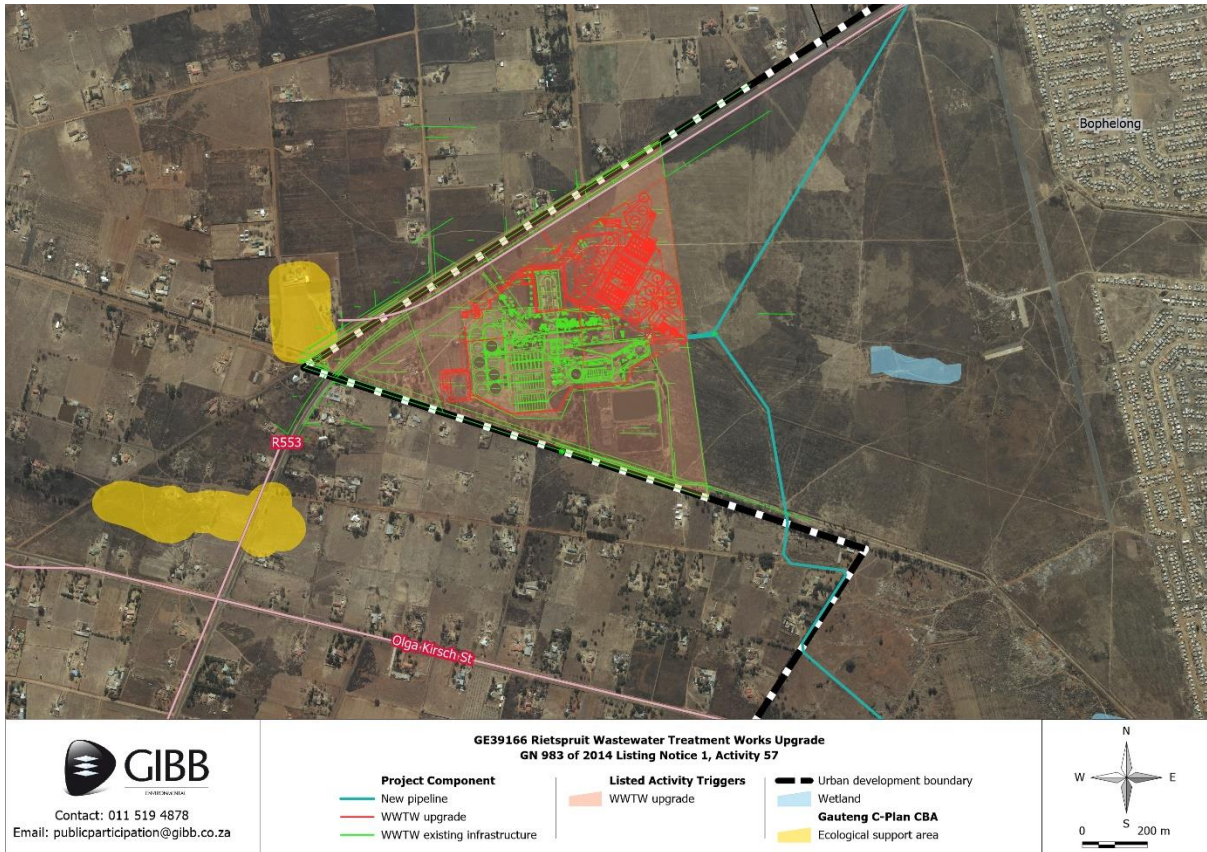 Bophelong
R553
Olga Kirsch St
GIBB
ENVIRONMENTAL
Contact: 011 519 4878
Email: publicparticipation@gibb.co.za
GE39166 Rietspruit Wastewater Treatment Works Upgrade
GN 983 of 2014 Listing Notice 1, Activity 57
Project Component
New pipeline
WWTW upgrade
WWTW existing infrastructure
Listed Activity Triggers
WWTW upgrade
Urban development boundary
Wetland
Gauteng C-Plan CBA
Ecological support area
N
W E
S
0 200 m